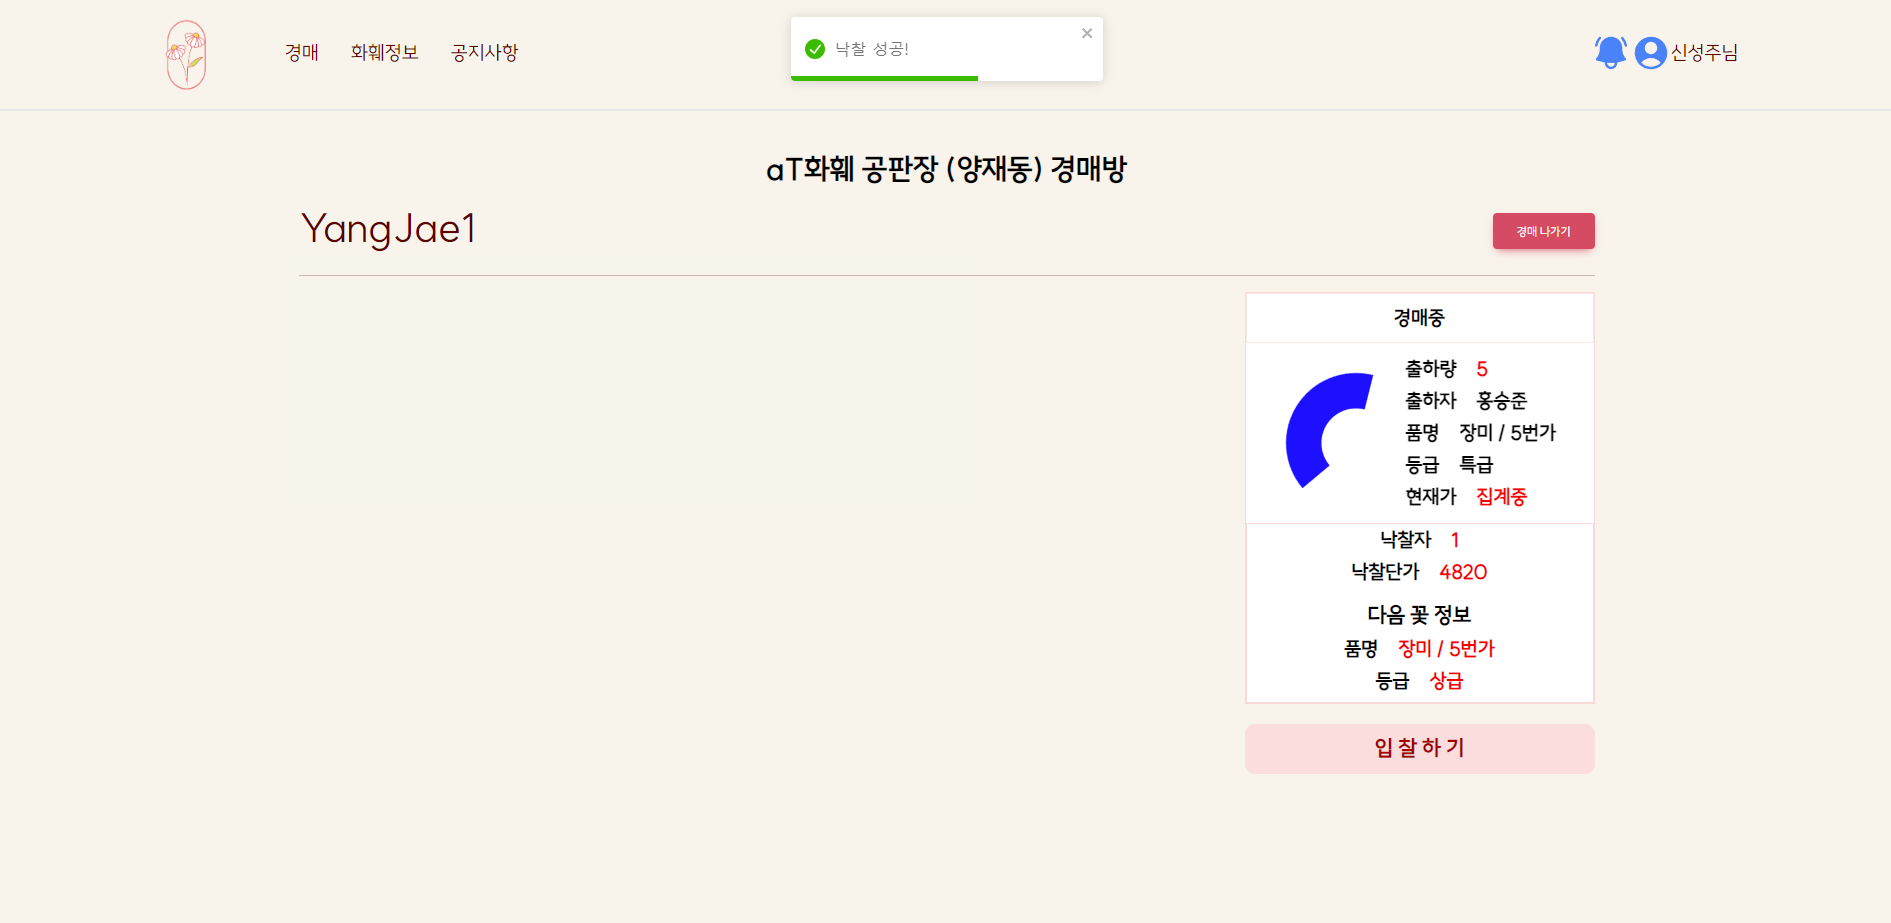 경매 화훼정보 공지사항
낙찰 성공!
신성주님
aT화훼 공판장 (양재동) 경매방
YangJae1
경매 나가기
경매중
출하량 5
출하자 홍승준
품명 장미 / 5번가
등급 특급
현재가 집계중
낙찰자 1
낙찰단가 4820
다음 꽃 정보
품명 장미 / 5번가
등급 상급
입 찰 하 기